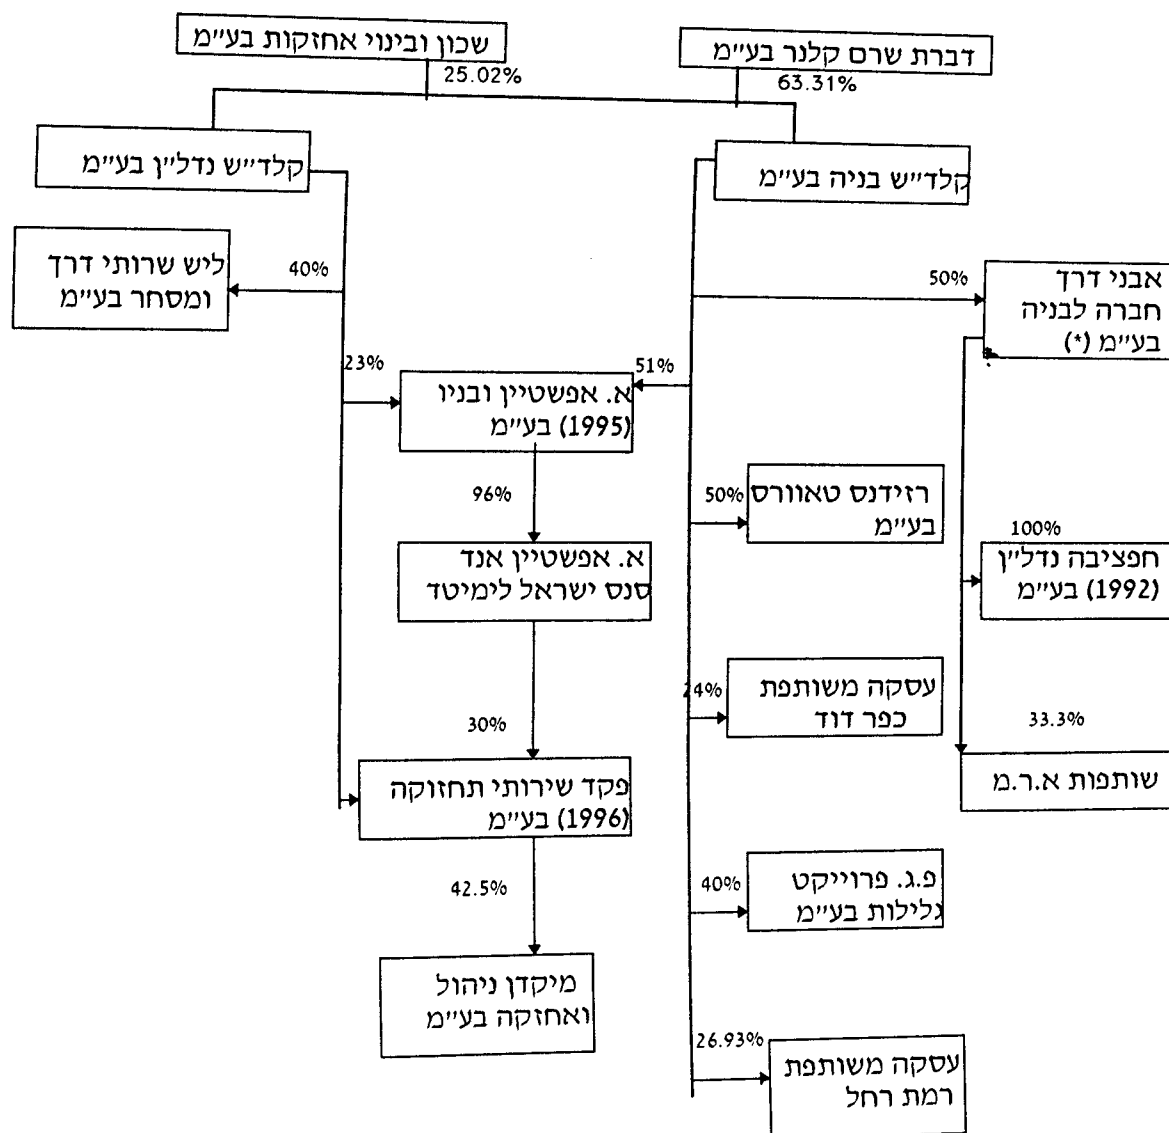 שכון ובינוי אחזקות בע״מ
דברת שרם קלנר בע״מ
25.02%
63.31%
קלד״ש נדל״ן בע״מ
קלד״ש בניה בע״מ
ליש שרותי דרך
ומסחר בע״מ
40%
50%
אבני דרך
חברה לבניה
בע״מ (*)
23%
51%
א. אפשטיין ובניו
(1995) בע״מ
96%
50%
רזידנס טאוורס
בע״מ
100%
חפציבה נדל״ן
(1992) בע״מ
א. אפשטיין אנד
סנס ישראל לימיטד
24%
עסקה משותפת
כפר דוד
30%
33.3%
שותפות א.ר.מ
פקד שירותי תחזוקה
(1996) בע״מ
42.5%
40%
פ.ג. פרוייקט
גלילות בע״מ
מיקדן ניהול
ואחזקה בע״מ
26.93%
עסקה משותפת
רמת רחל